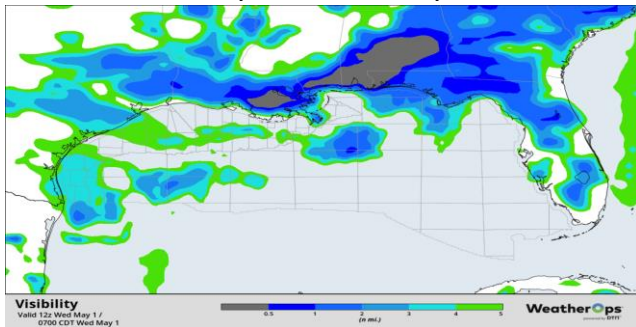 Visibility
Valid 12z Wed May 1 /
0700 CDT Wed May 1
0.5 1 2 3 4 5
(n mi.)
WeatherOps
DTN